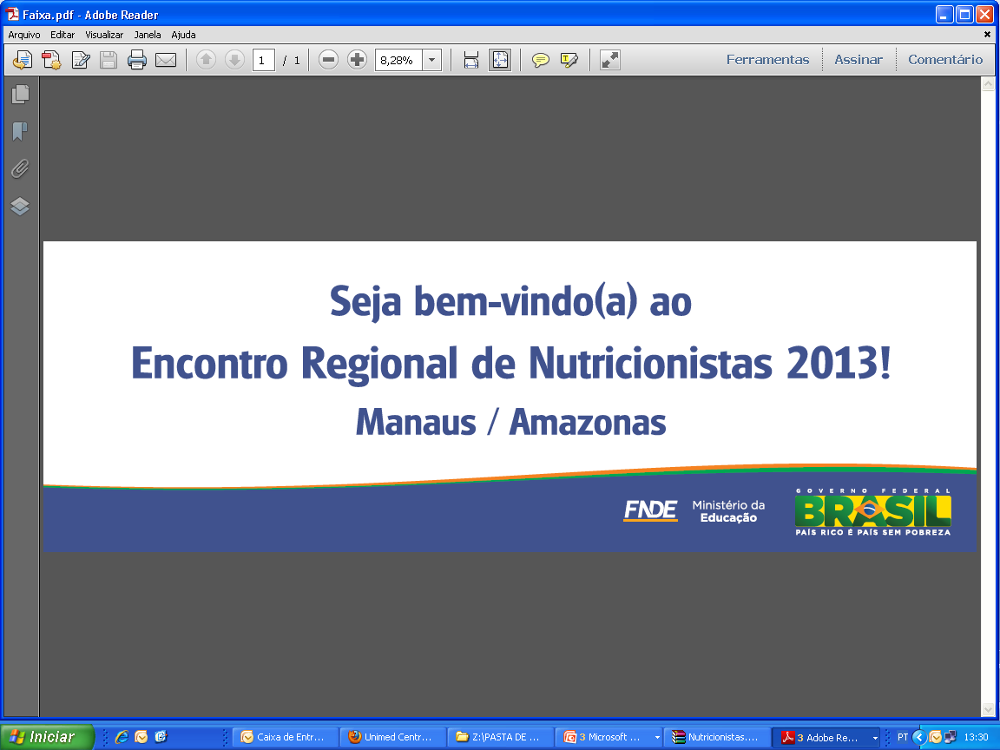 Faixa.pdf - Adobe Reader
Arquivo Editar Visualizar Janela Ajuda
1 / 1 8,28% Ferramentas Assinar Comentário
Seja bem-vindo(a) ao
Encontro Regional de Nutricionistas 2013!
Manaus / Amazonas
GOVERNO FEDERAL
FNDE Ministério da
Educação
BRASIL
PAÍS RICO É PAÍS SEM POBREZA
Iniciar Caixa de Entr... Unimed Centr... Z:\PASTA DE ... 3 Microsoft ... Nutricionistas.... 3 Adobe Re... PT 13:30